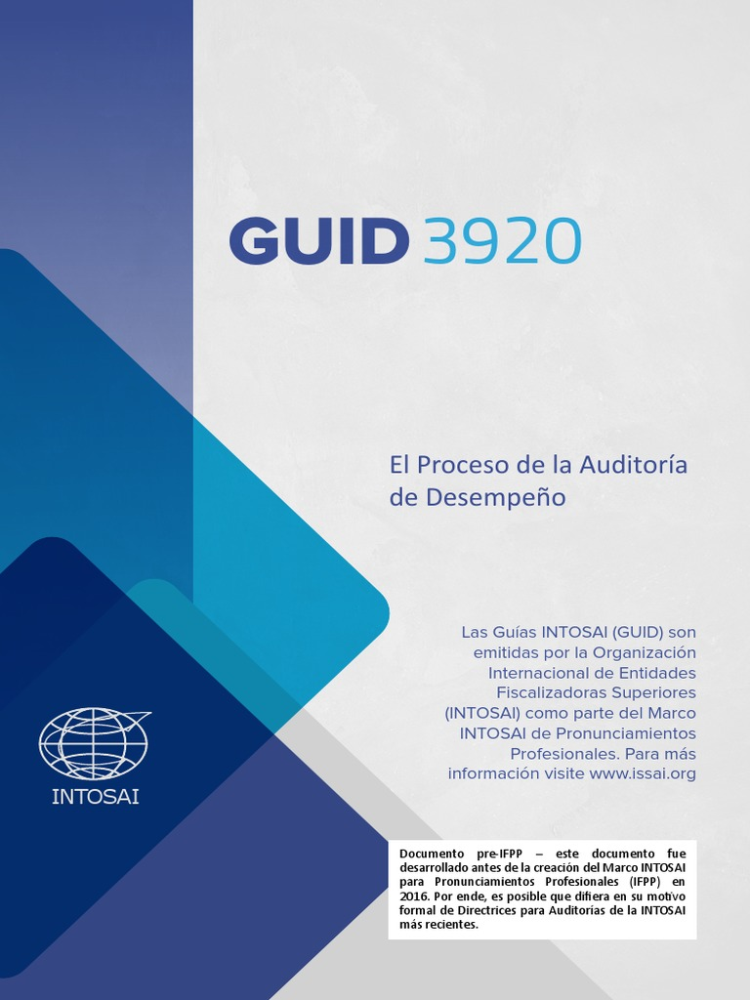 GUID 3920
El Proceso de la Auditoría
de Desempeño
Las Guías INTOSAI (GUID) son
emitidas por la Organización
Internacional de Entidades
Fiscalizadoras Superiores
(INTOSAI) como parte del Marco
INTOSAI de Pronunciamientos
Profesionales. Para más
información visite www.issai.org
INTOSAI
Documento pre-IFPP – este documento fue
desarrollado antes de la creación del Marco INTOSAI
para Pronunciamientos Profesionales (IFPP) en
2016. Por ende, es posible que difiera en su motivo
formal de Directrices para Auditorías de la INTOSAI
más recientes.